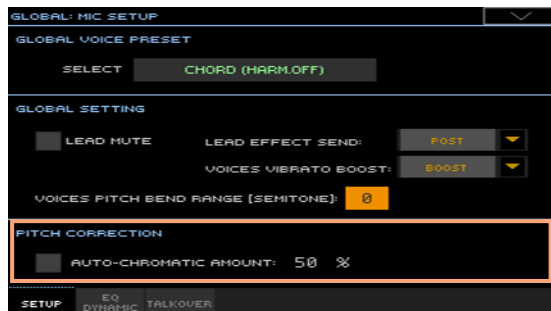 GLOBAL: MIC SETUP
GLOBAL VOICE PRESET
SELECT CHORD (HARM.OFF)
GLOBAL SETTING
LEAD MUTE LEAD EFFECT SEND: POST
VOICES VIBRATO BOOST: BOOST
VOICES PITCH BEND RANGE [SEMITONE]: 0
PITCH CORRECTION
AUTO-CHROMATIC AMOUNT: 50 %
SETUP EQ DYNAMIC TALKOVER